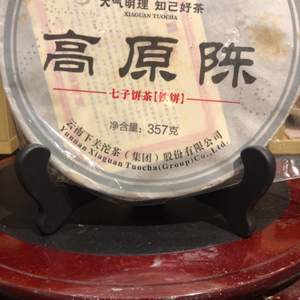 大气明理 知己好茶
XIAGUAN TUOCHA
高原陈
七子饼茶【铁饼】
净含量:357克
云南下关沱茶(集团)股份有限公司
Yunnan Xiaguan Tuocha(Group)Co.,Ltd.